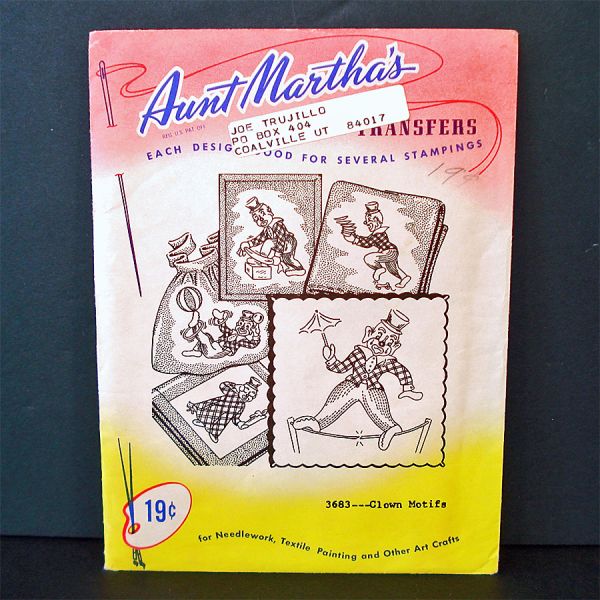 Aunt Martha's
REG. U.S. PAT. OFF.
JOE TRUJILLO
PO BOX 404
COALVILLE UT 84017
TRANSFERS
EACH DESIGN GOOD FOR SEVERAL STAMPINGS
19¢
3683---Clown Motifs
for Needlework, Textile Painting and Other Art Crafts